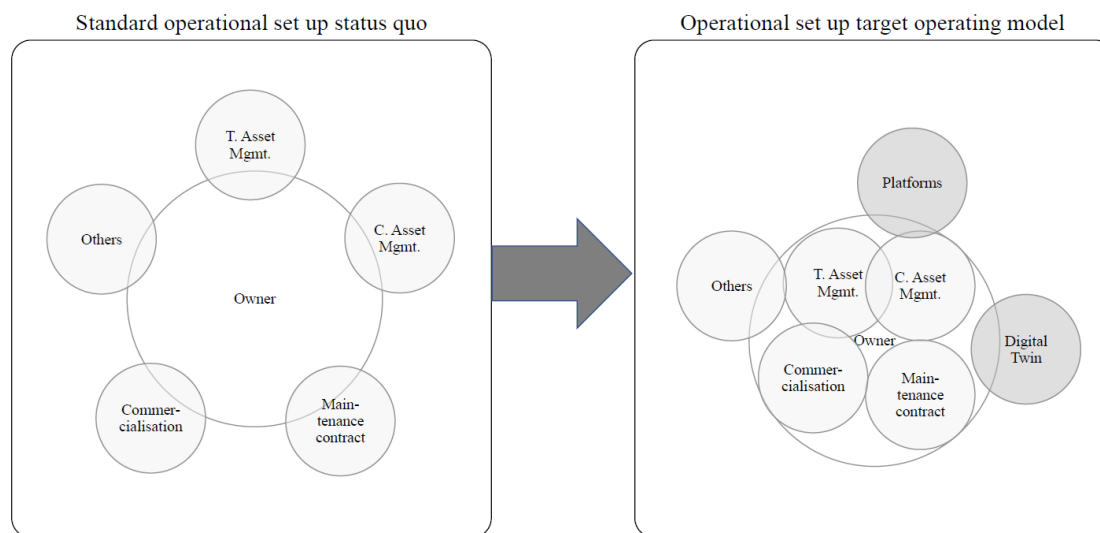 Standard operational set up status quo
T. Asset
Mgmt.
Others
C. Asset
Mgmt.
Owner
Commer-
cialisation
Main-
tenance
contract
Operational set up target operating model
Platforms
Others
T. Asset
Mgmt.
C. Asset
Mgmt.
Owner
Digital
Twin
Commer-
cialisation
Main-
tenance
contract